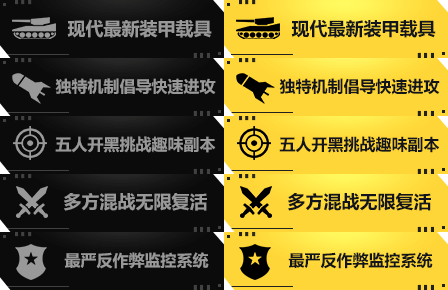 现代最新装甲载具 现代最新装甲载具
独特机制倡导快速进攻 独特机制倡导快速进攻
五人开黑挑战趣味副本 五人开黑挑战趣味副本
多方混战无限复活 多方混战无限复活
最严反作弊监控系统 最严反作弊监控系统